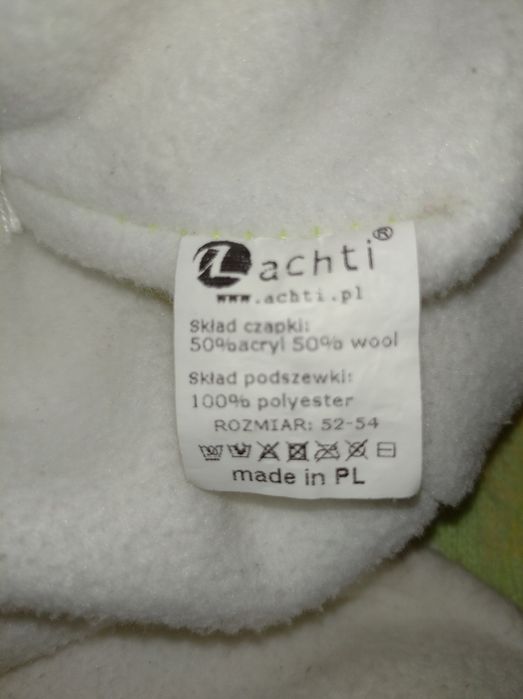 achti®
www.achti.pl
Skład czapki:
50%acryl 50% wool
Skład podszewki:
100% polyester
ROZMIAR: 52-54
made in PL